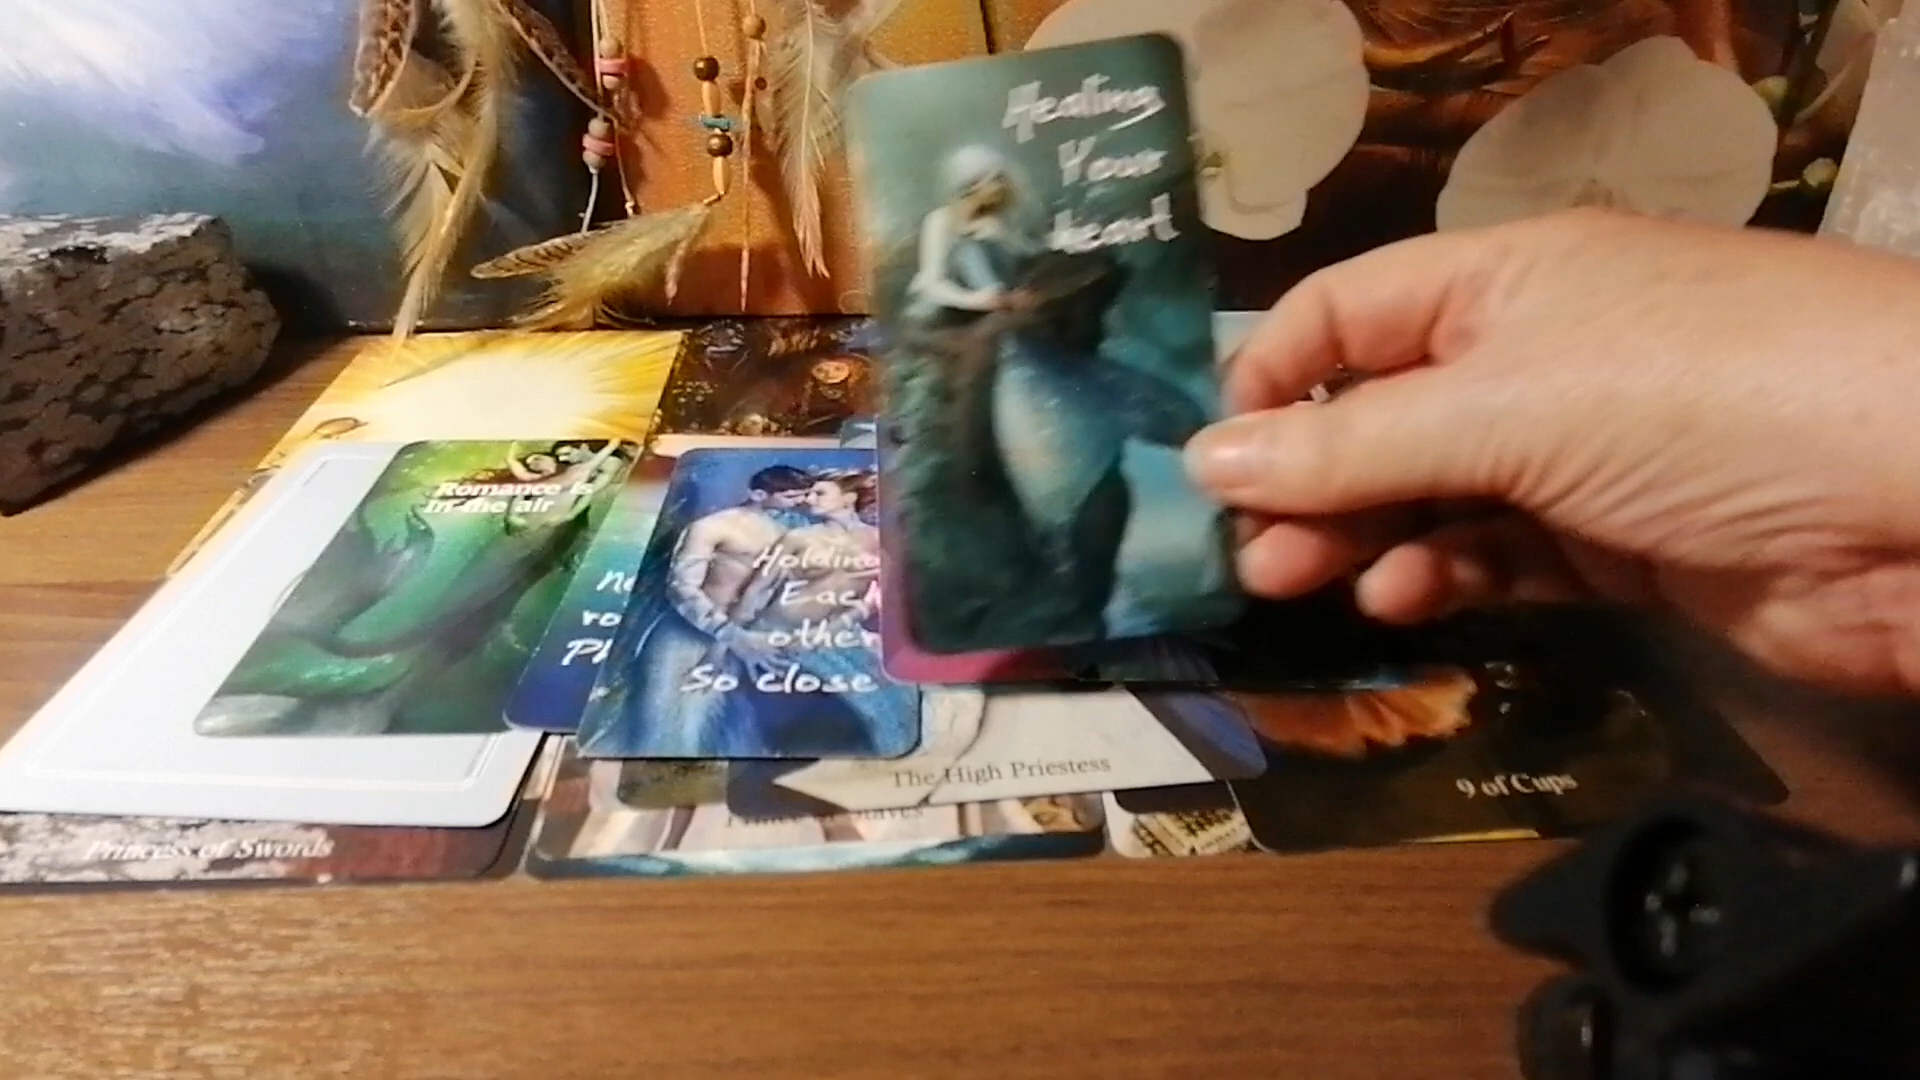 Healing
Your
heart
Romance is
in the air
Holding
Each
other
So close
The High Priestess
9 of Cups
Princess of Swords